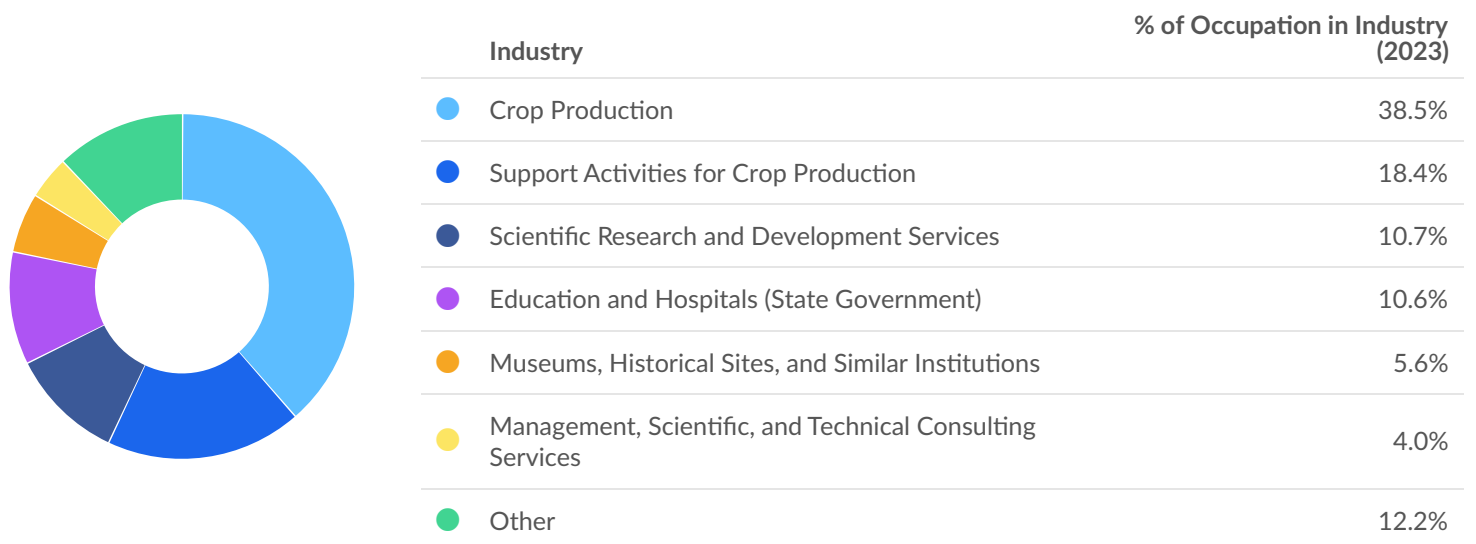 % of Occupation in Industry
Industry (2023)
Crop Production 38.5%
Support Activities for Crop Production 18.4%
Scientific Research and Development Services 10.7%
Education and Hospitals (State Government) 10.6%
Museums, Historical Sites, and Similar Institutions 5.6%
Management, Scientific, and Technical Consulting
Services 4.0%
Other 12.2%